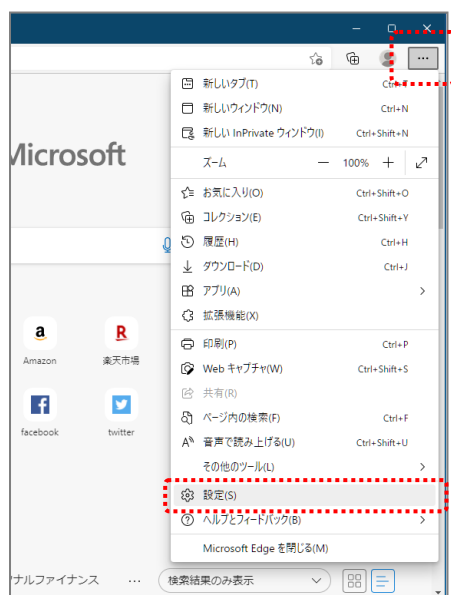 新しいタブ(T) Ctrl+T
新しいウィンドウ(N) Ctrl+N
新しい InPrivate ウィンドウ(I) Ctrl+Shift+N
Microsoft
ズーム — 100% +
お気に入り(O) Ctrl+Shift+O
コレクション(E) Ctrl+Shift+Y
履歴(H) Ctrl+H
ダウンロード(D) Ctrl+J
アプリ(A)
拡張機能(X)
印刷(P) Ctrl+P
Web キャプチャ(W) Ctrl+Shift+S
共有(R)
ページ内の検索(F) Ctrl+F
音声で読み上げる(U) Ctrl+Shift+U
その他のツール(L)
設定(S)
ヘルプとフィードバック(B)
Microsoft Edge を閉じる(M)
a
R
Amazon
楽天市場
facebook
twitter
ナルファイナンス ...
検索結果のみ表示